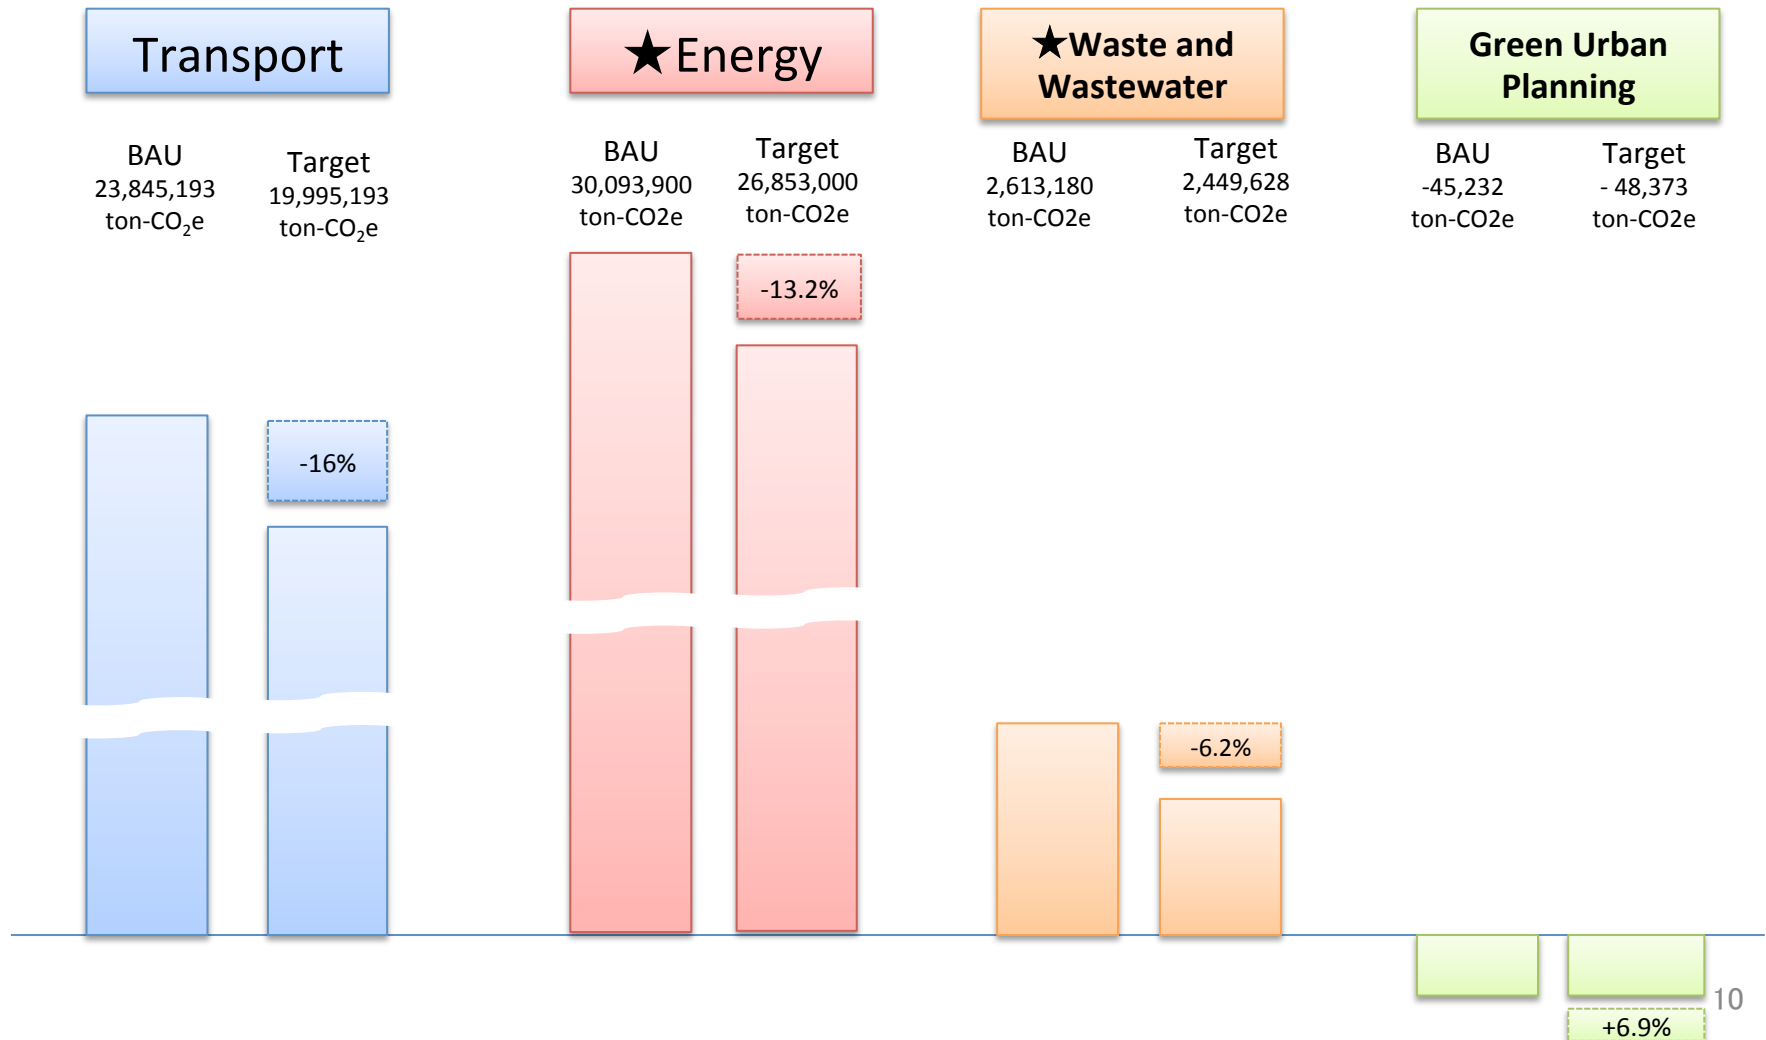 Transport
BAU
23,845,193
ton-CO₂e
Target
19,995,193
ton-CO₂e
-16%
★Energy
BAU
30,093,900
ton-CO2e
Target
26,853,000
ton-CO2e
-13.2%
★Waste and
Wastewater
BAU
2,613,180
ton-CO2e
Target
2,449,628
ton-CO2e
-6.2%
Green Urban
Planning
BAU
-45,232
ton-CO2e
Target
- 48,373
ton-CO2e
+6.9%
10